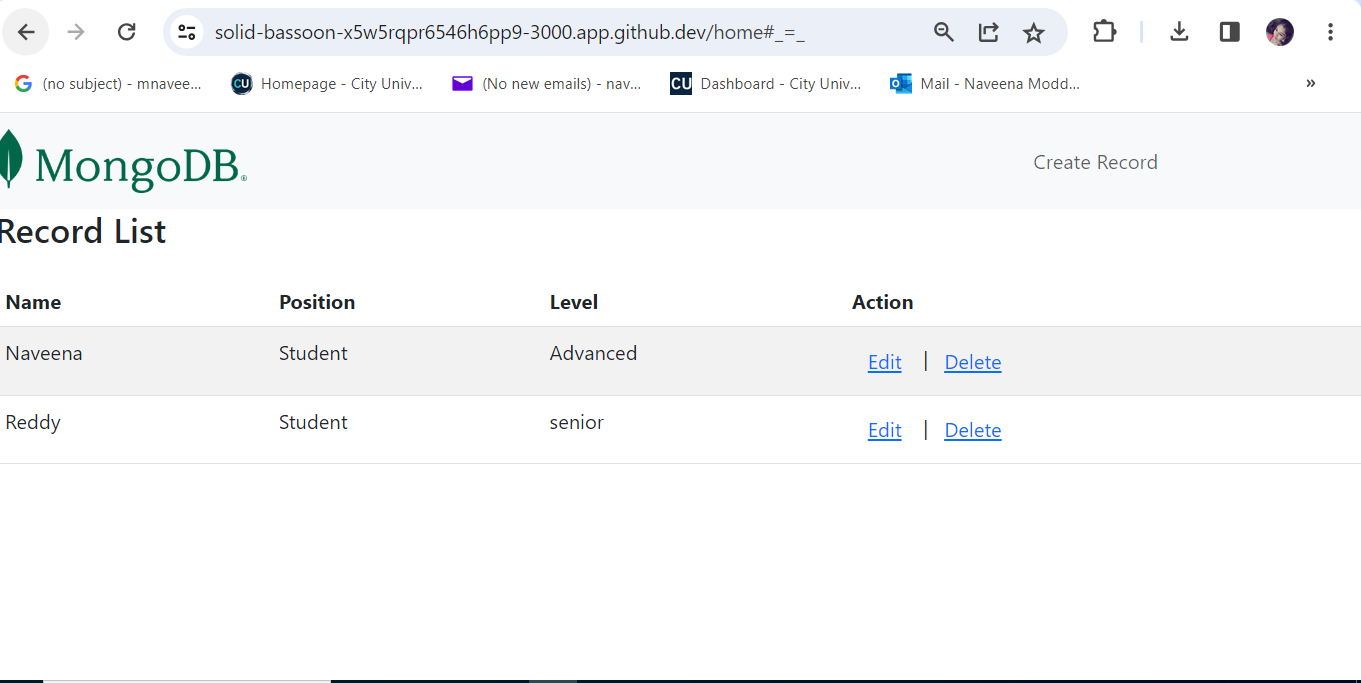 solid-bassoon-x5w5rqpr6546h6pp9-3000.app.github.dev/home#_=_
(no subject) - mnavee... CU Homepage - City Univ... (No new emails) - nav... CU Dashboard - City Univ... Mail - Naveena Modd... »
MongoDB® Create Record
Record List
Name Position Level Action
Naveena Student Advanced Edit | Delete
Reddy Student senior Edit | Delete